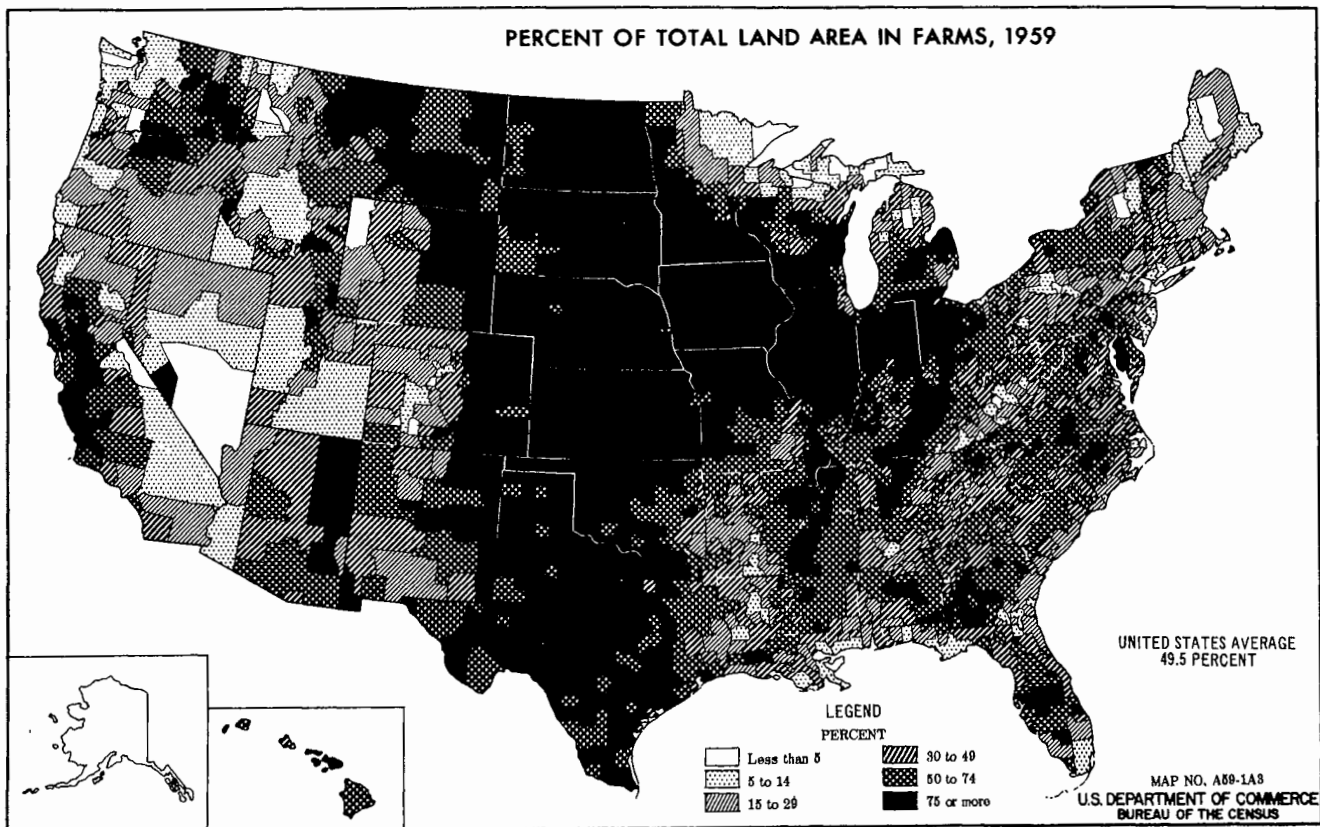 PERCENT OF TOTAL LAND AREA IN FARMS, 1959
UNITED STATES AVERAGE
49.5 PERCENT
LEGEND
PERCENT
Less than 5
5 to 14
15 to 29
30 to 49
50 to 74
75 or more
MAP NO. A59-1A3
U.S. DEPARTMENT OF COMMERCE
BUREAU OF THE CENSUS